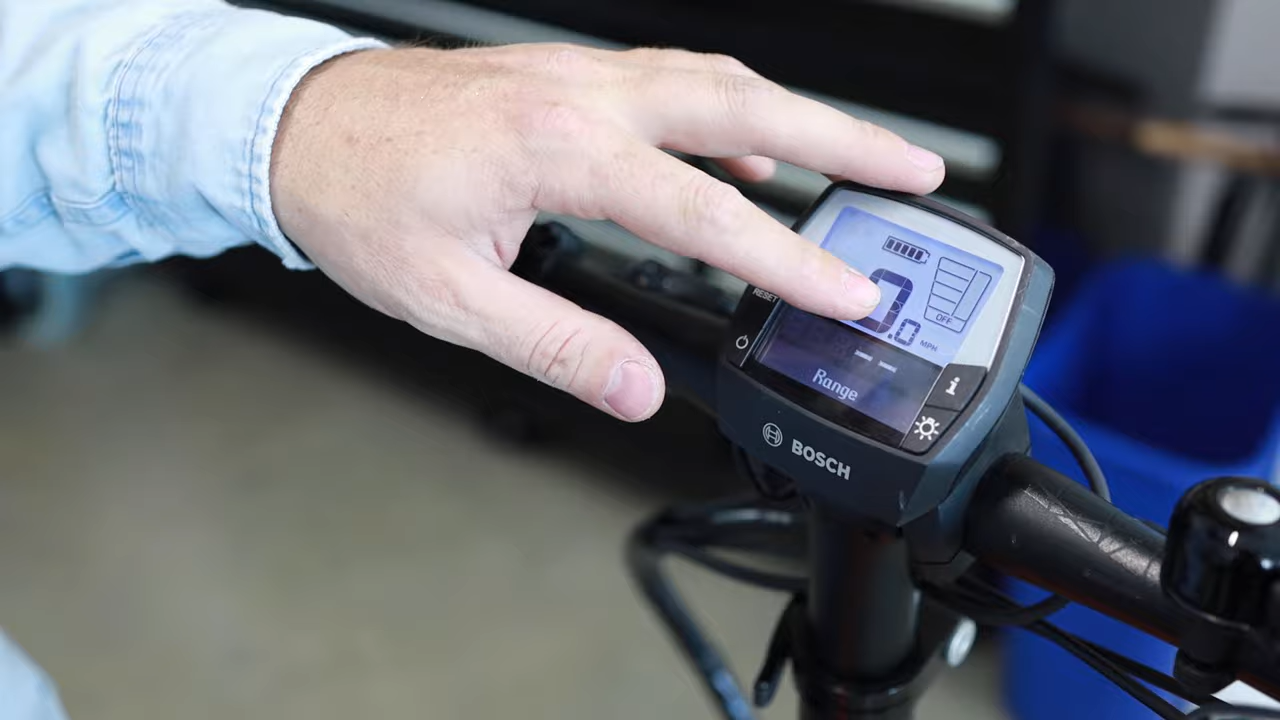 RESET
0.0
MPH
OFF
-- --
Range
i
BOSCH